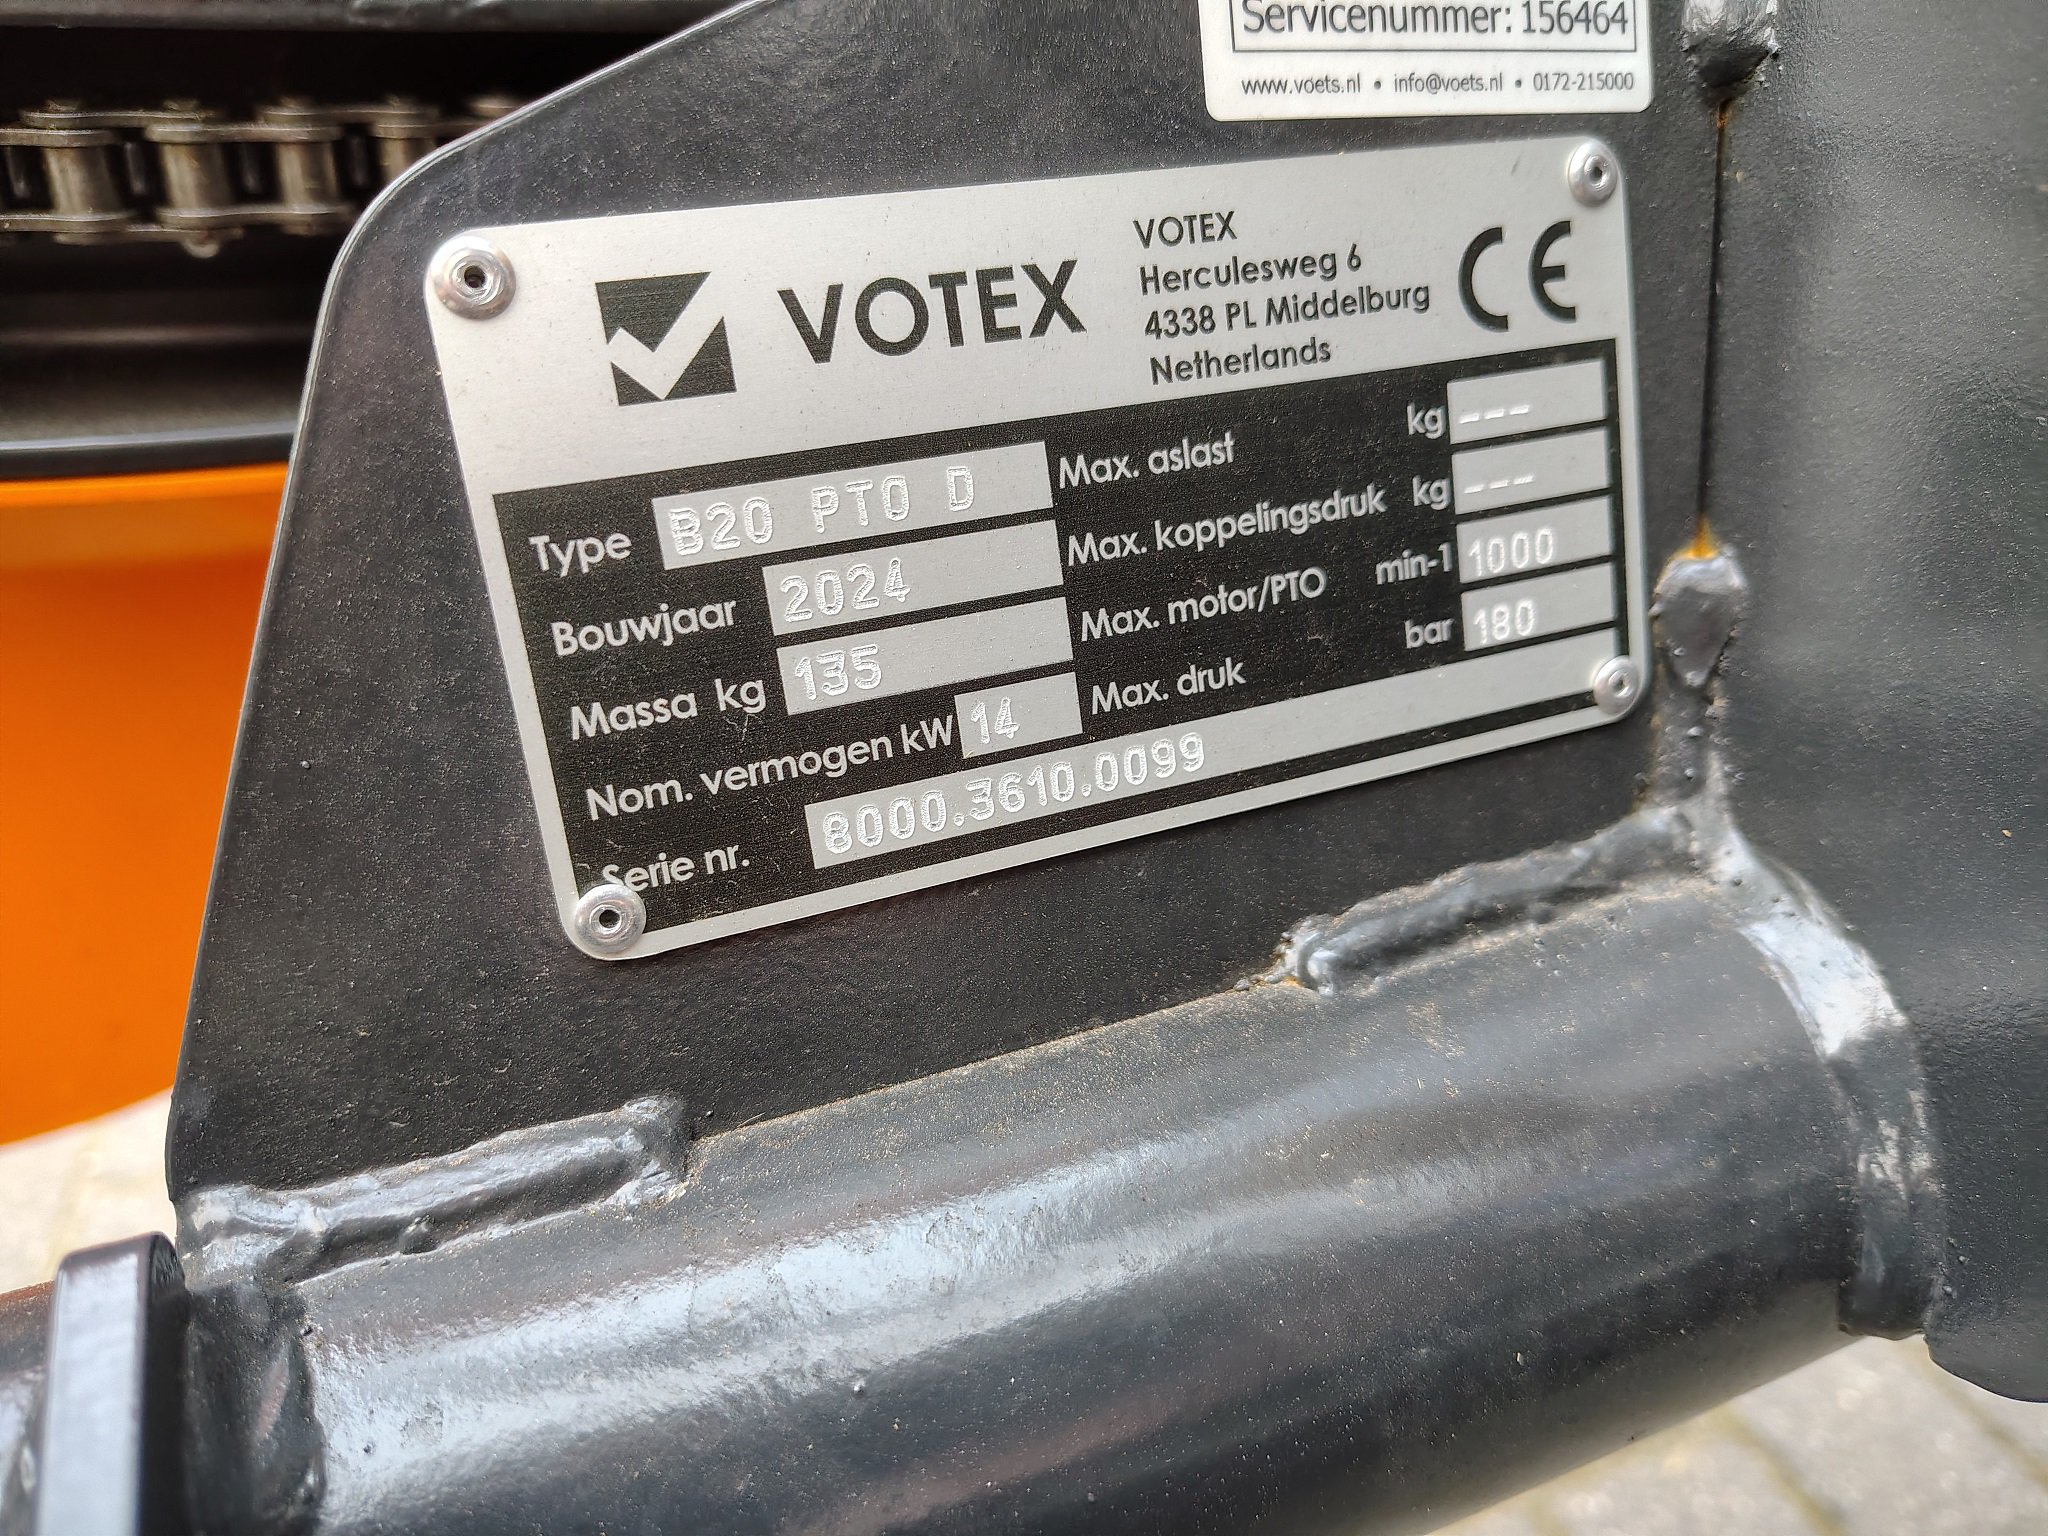 Servicenummer: 156464
www.voets.nl • info@voets.nl • 0172-215000
VOTEX
VOTEX
Herculesweg 6
4338 PL Middelburg
Netherlands
CE
Type B20 PTO D
Bouwjaar 2024
Massa kg 135
Nom. vermogen kW 14
Serie nr. 8000.3610.0099
Max. aslast kg ---
Max. koppelingsdruk kg ---
Max. motor/PTO min-1 1000
Max. druk bar 180